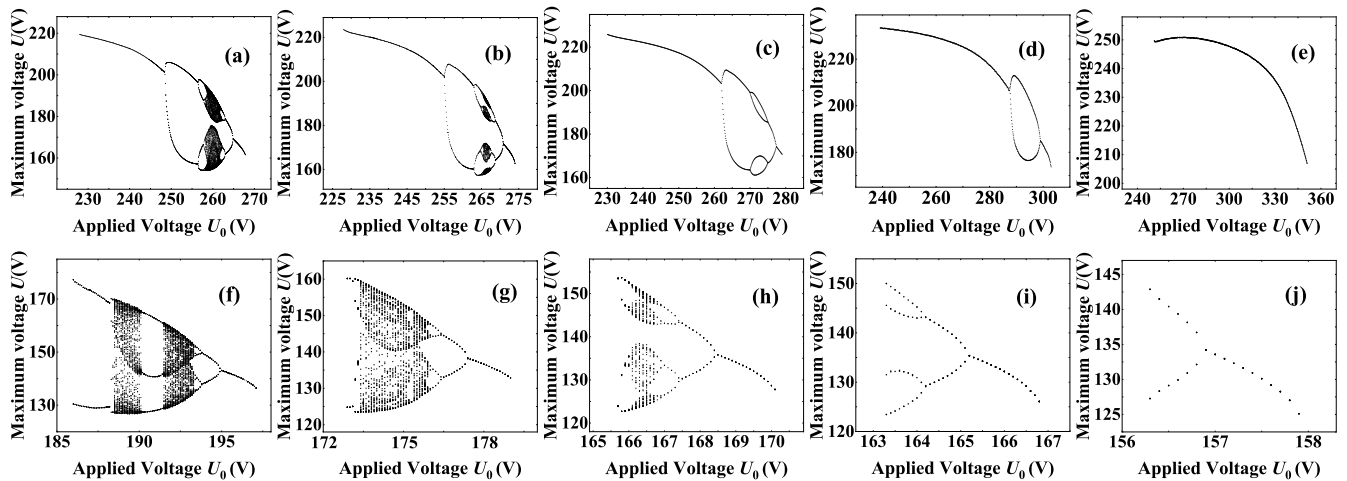 Maximum voltage U(V)
220
200
180
160
230 240 250 260 270
Applied Voltage U0 (V)
(a)
Maximum voltage U(V)
220
200
180
160
225 235 245 255 265 275
Applied Voltage U0 (V)
(b)
Maximum voltage U(V)
220
200
180
160
230 240 250 260 270 280
Applied Voltage U0 (V)
(c)
Maximum voltage U(V)
230
210
180
240 260 280 300
Applied Voltage U0 (V)
(d)
Maximum voltage U(V)
250
240
230
220
210
200
240 260 300 330 360
Applied Voltage U0 (V)
(e)
Maximum voltage U(V)
170
150
130
185 190 195
Applied Voltage U0 (V)
(f)
Maximum voltage U(V)
160
150
140
130
120
172 175 178
Applied Voltage U0 (V)
(g)
Maximum voltage U(V)
150
140
130
120
165 166 167 168 169 170
Applied Voltage U0 (V)
(h)
Maximum voltage U(V)
150
140
130
120
163 164 165 166 167
Applied Voltage U0 (V)
(i)
Maximum voltage U(V)
145
140
135
130
125
156 157 158
Applied Voltage U0 (V)
(j)